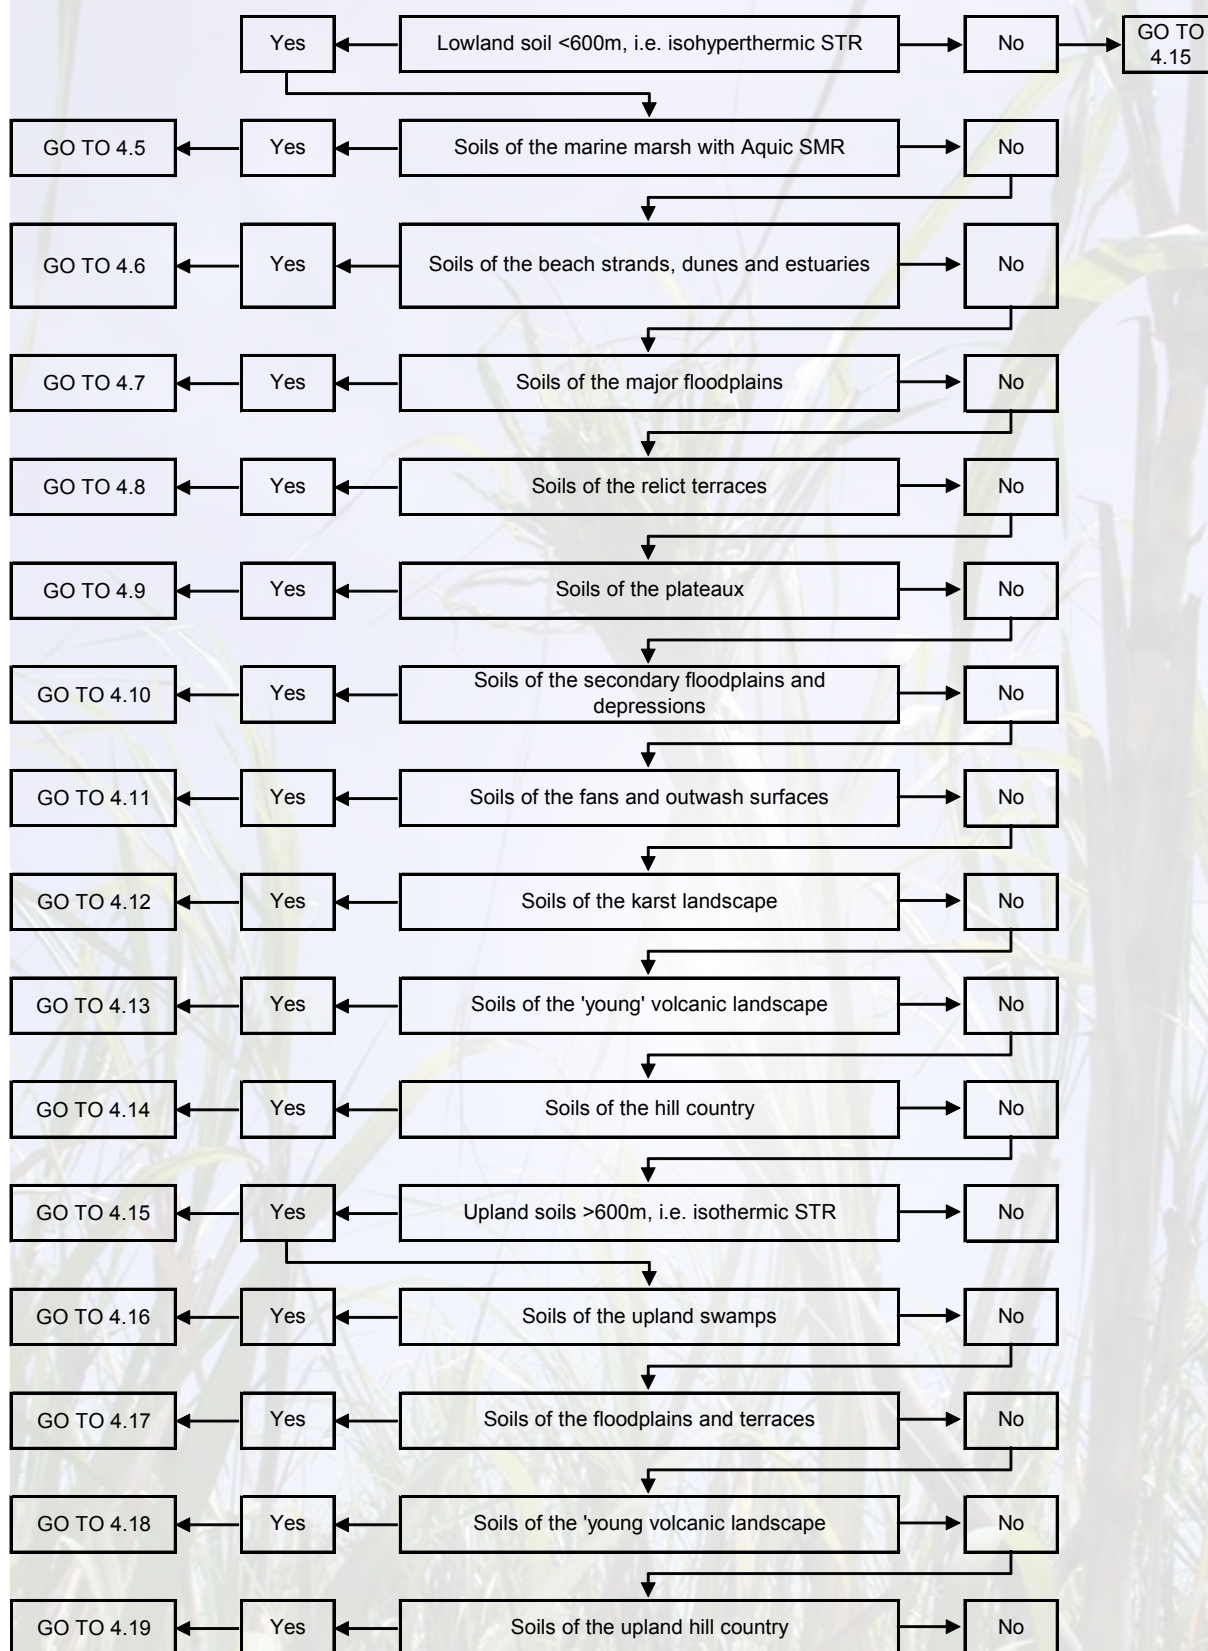 Yes
Lowland soil <600m, i.e. isohyperthermic STR
No
GO TO
4.15
GO TO 4.5
Yes
Soils of the marine marsh with Aquic SMR
No
GO TO 4.6
Yes
Soils of the beach strands, dunes and estuaries
No
GO TO 4.7
Yes
Soils of the major floodplains
No
GO TO 4.8
Yes
Soils of the relict terraces
No
GO TO 4.9
Yes
Soils of the plateaux
No
GO TO 4.10
Yes
Soils of the secondary floodplains and
depressions
No
GO TO 4.11
Yes
Soils of the fans and outwash surfaces
No
GO TO 4.12
Yes
Soils of the karst landscape
No
GO TO 4.13
Yes
Soils of the 'young' volcanic landscape
No
GO TO 4.14
Yes
Soils of the hill country
No
GO TO 4.15
Yes
Upland soils >600m, i.e. isothermic STR
No
GO TO 4.16
Yes
Soils of the upland swamps
No
GO TO 4.17
Yes
Soils of the floodplains and terraces
No
GO TO 4.18
Yes
Soils of the 'young volcanic landscape
No
GO TO 4.19
Yes
Soils of the upland hill country
No